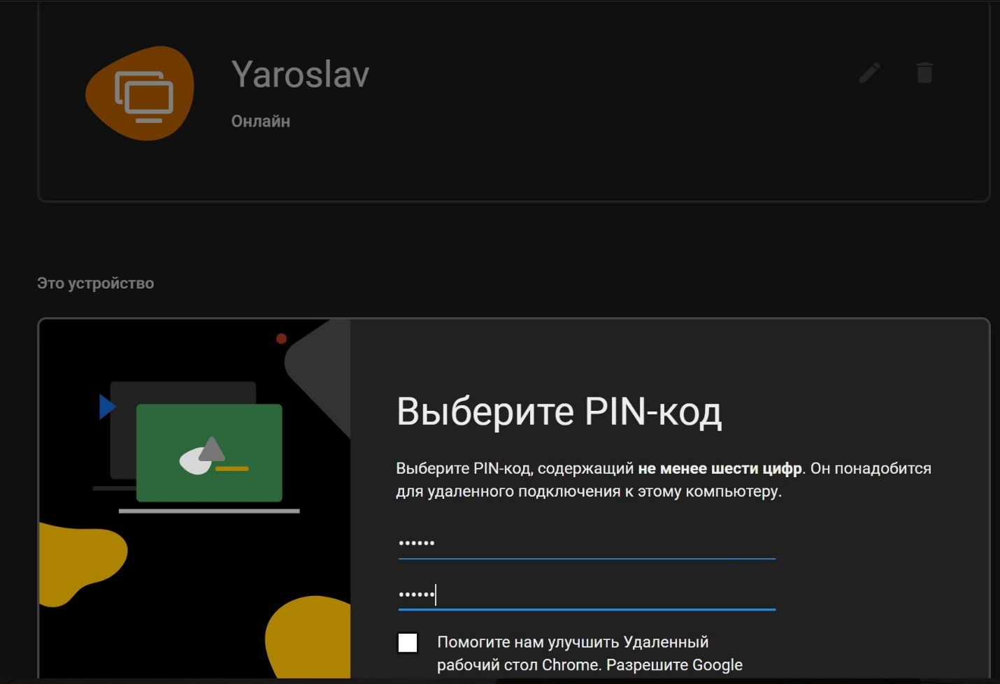 Yaroslav
Онлайн
Это устройство
Выберите PIN-код
Выберите PIN-код, содержащий не менее шести цифр. Он понадобится
для удаленного подключения к этому компьютеру.
••••••
••••••
Помогите нам улучшить Удаленный
рабочий стол Chrome. Разрешите Google